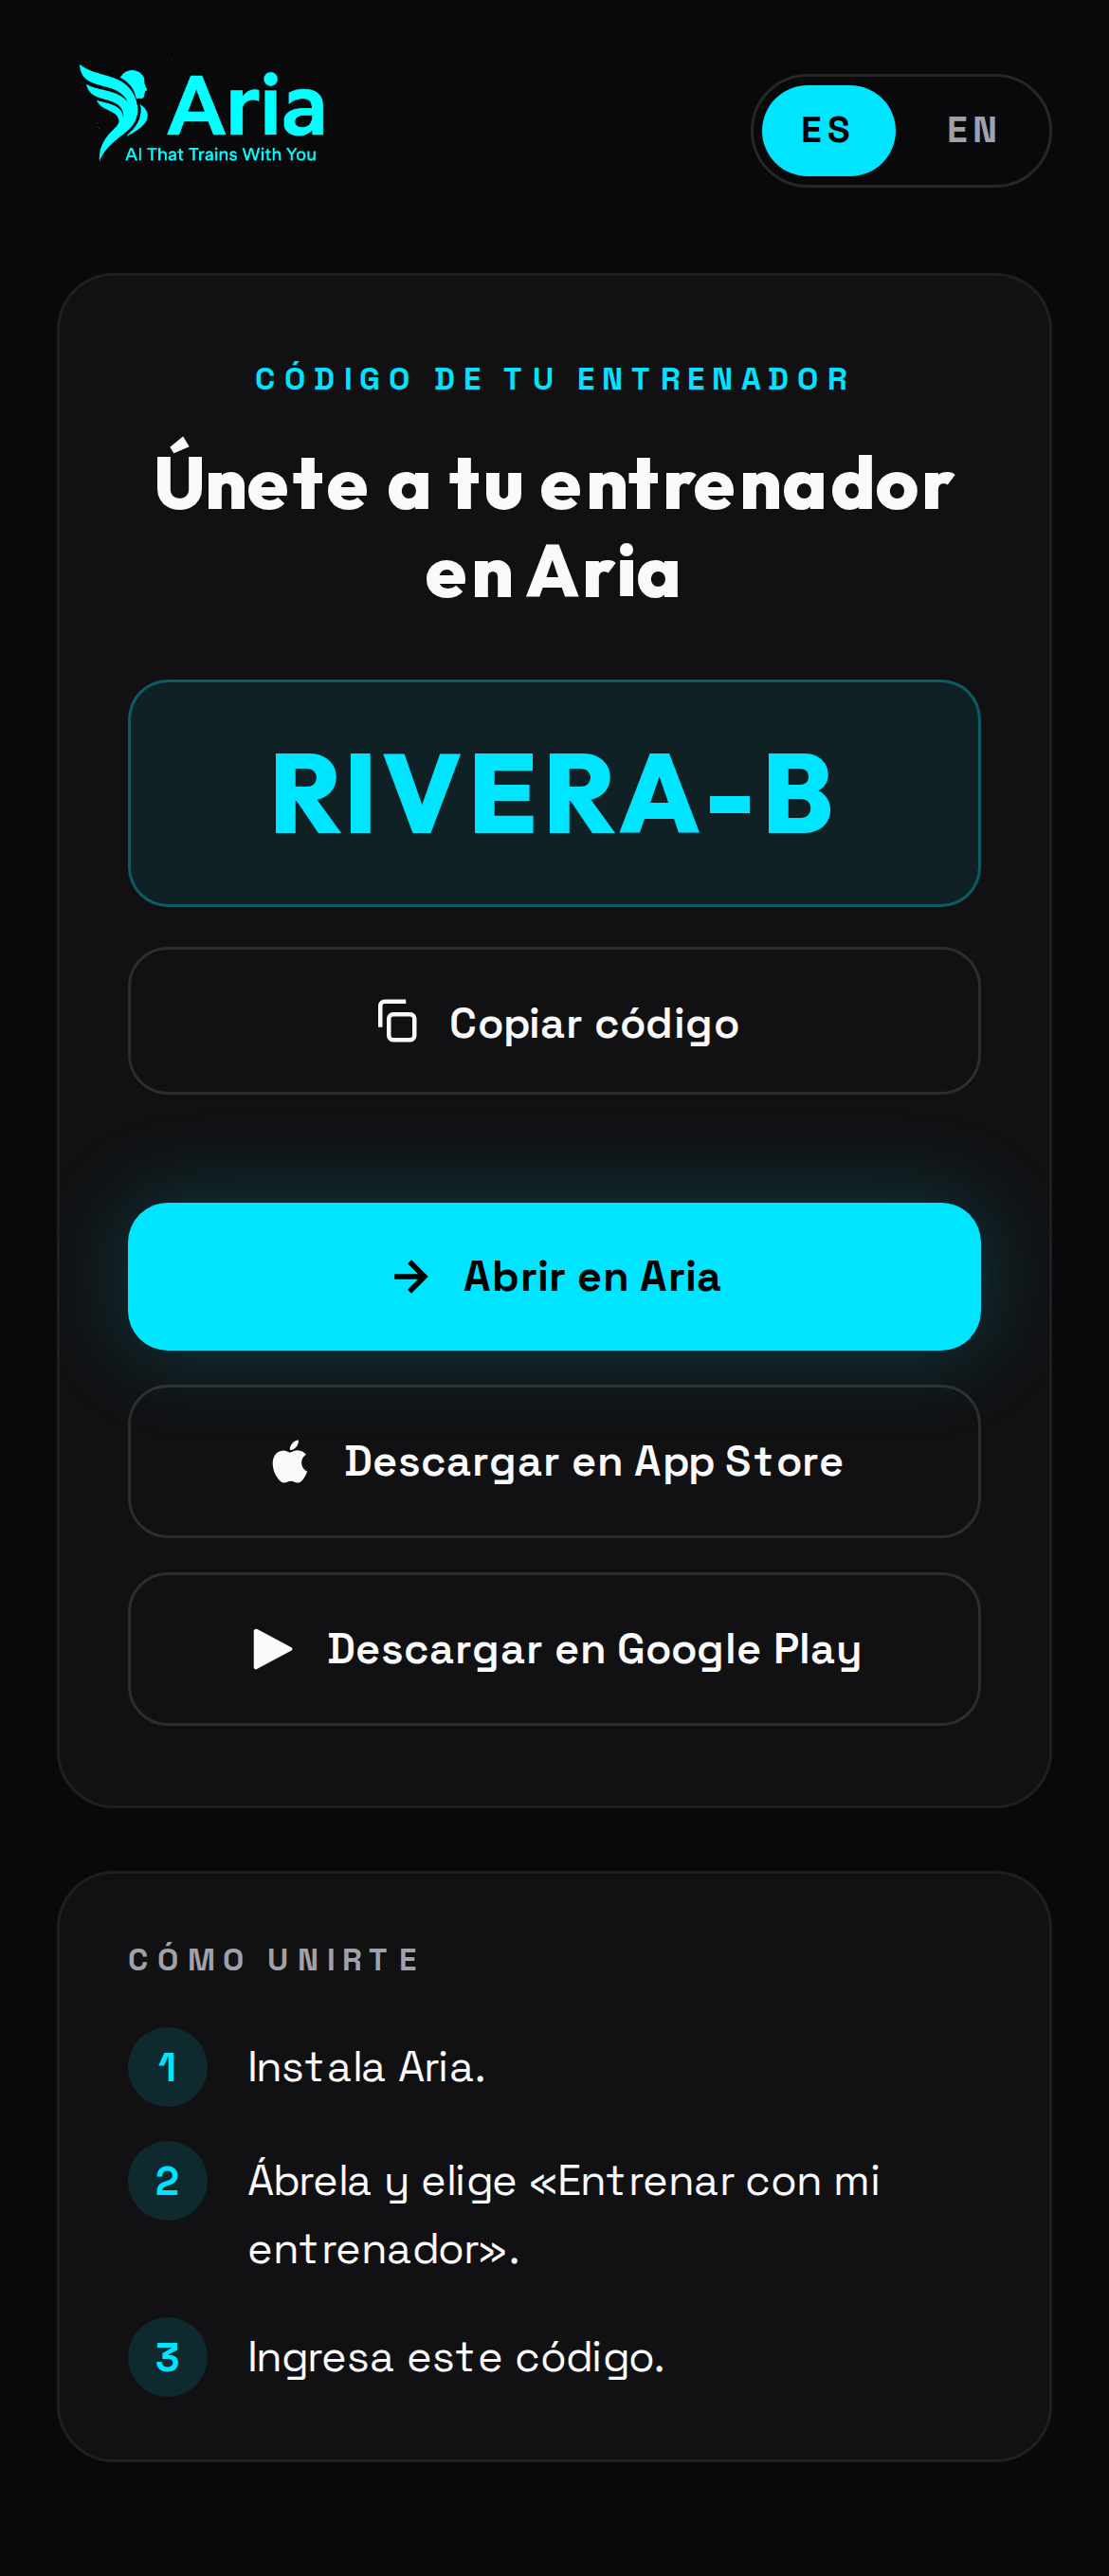 Aria
AI That Trains With You
ES
EN
CÓDIGO DE TU ENTRENADOR
Únete a tu entrenador
en Aria
RIVERA-B
Copiar código
Abrir en Aria
Descargar en App Store
Descargar en Google Play
CÓMO UNIRTE
1 Instala Aria.
2 Ábrela y elige «Entrenar con mi
entrenador».
3 Ingresa este código.